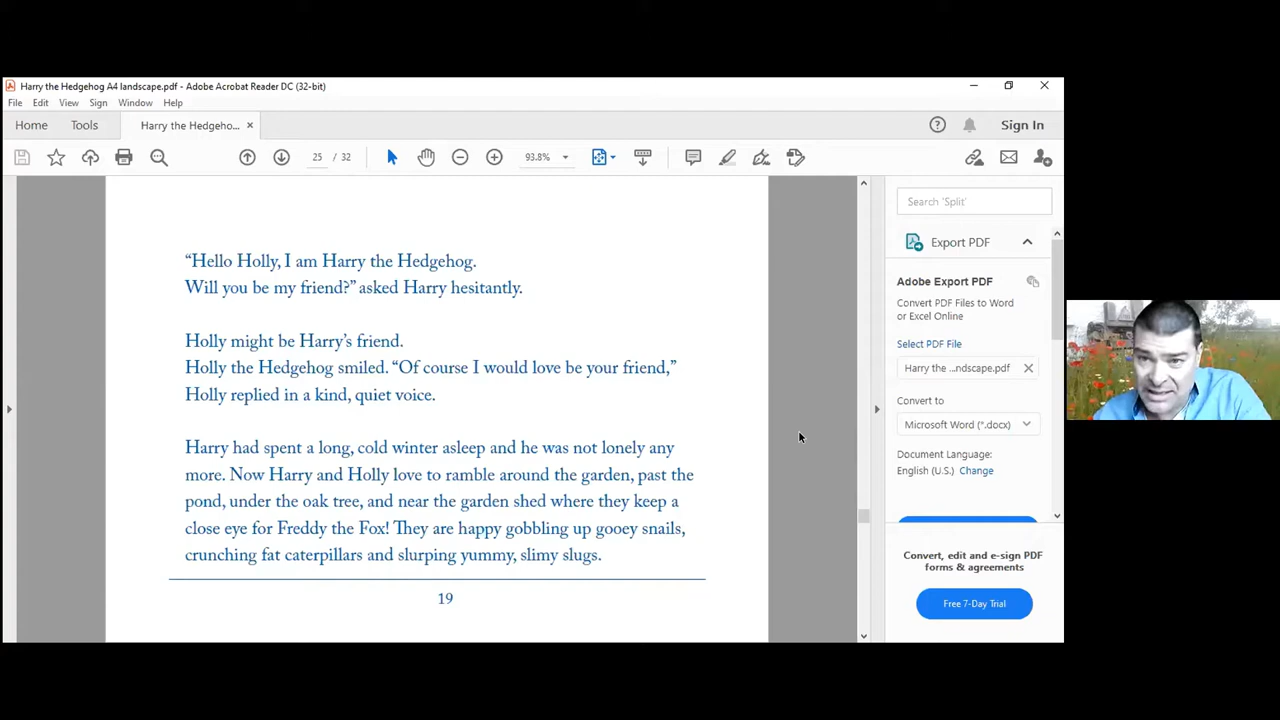 Harry the Hedgehog A4 landscape.pdf - Adobe Acrobat Reader DC (32-bit)
File Edit View Sign Window Help
Home Tools Harry the Hedgeho... × Sign In
25 / 32 93.8%
Search 'Split'
Export PDF
Adobe Export PDF
Convert PDF Files to Word
or Excel Online
Select PDF File
Harry the ...ndscape.pdf
Convert to
Microsoft Word (*.docx)
Document Language:
English (U.S.) Change
Convert, edit and e-sign PDF
forms & agreements
Free 7-Day Trial
“Hello Holly, I am Harry the Hedgehog.
Will you be my friend?” asked Harry hesitantly.
Holly might be Harry’s friend.
Holly the Hedgehog smiled. “Of course I would love be your friend,”
Holly replied in a kind, quiet voice.
Harry had spent a long, cold winter asleep and he was not lonely any
more. Now Harry and Holly love to ramble around the garden, past the
pond, under the oak tree, and near the garden shed where they keep a
close eye for Freddy the Fox! They are happy gobbling up gooey snails,
crunching fat caterpillars and slurping yummy, slimy slugs.
19